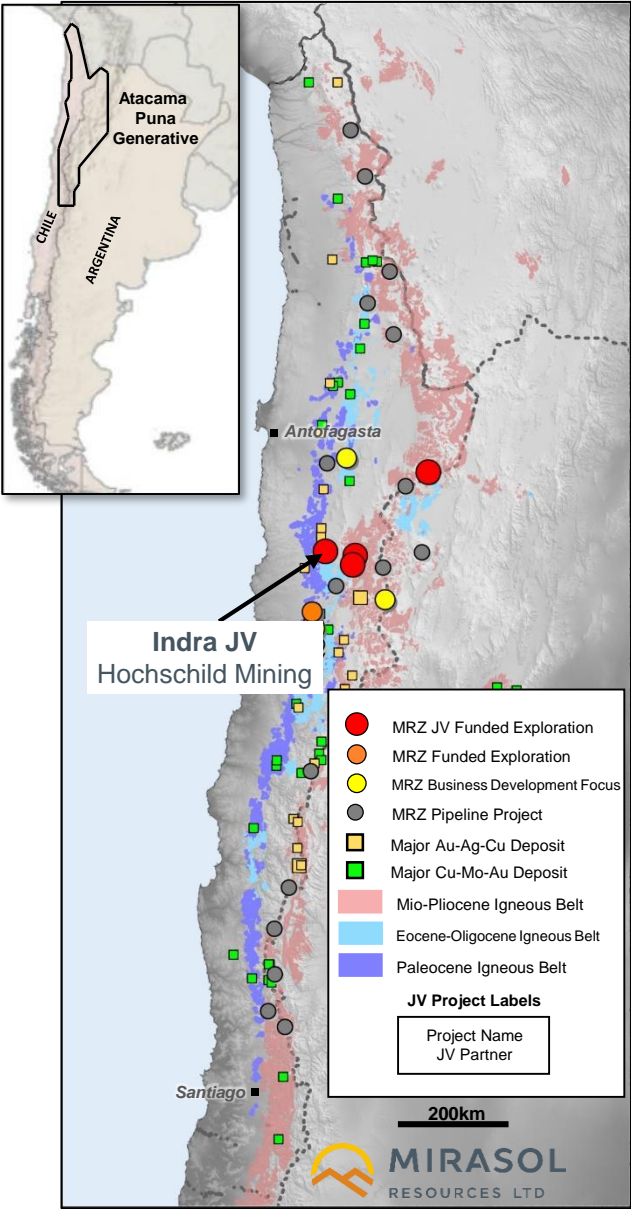 Atacama
Puna
Generative
CHILE
ARGENTINA
Antofagasta
Indra JV
Hochschild Mining
MRZ JV Funded Exploration
MRZ Funded Exploration
MRZ Business Development Focus
MRZ Pipeline Project
Major Au-Ag-Cu Deposit
Major Cu-Mo-Au Deposit
Mio-Pliocene Igneous Belt
Eocene-Oligocene Igneous Belt
Paleocene Igneous Belt
JV Project Labels
Project Name
JV Partner
Santiago
200km
MIRASOL
RESOURCES LTD